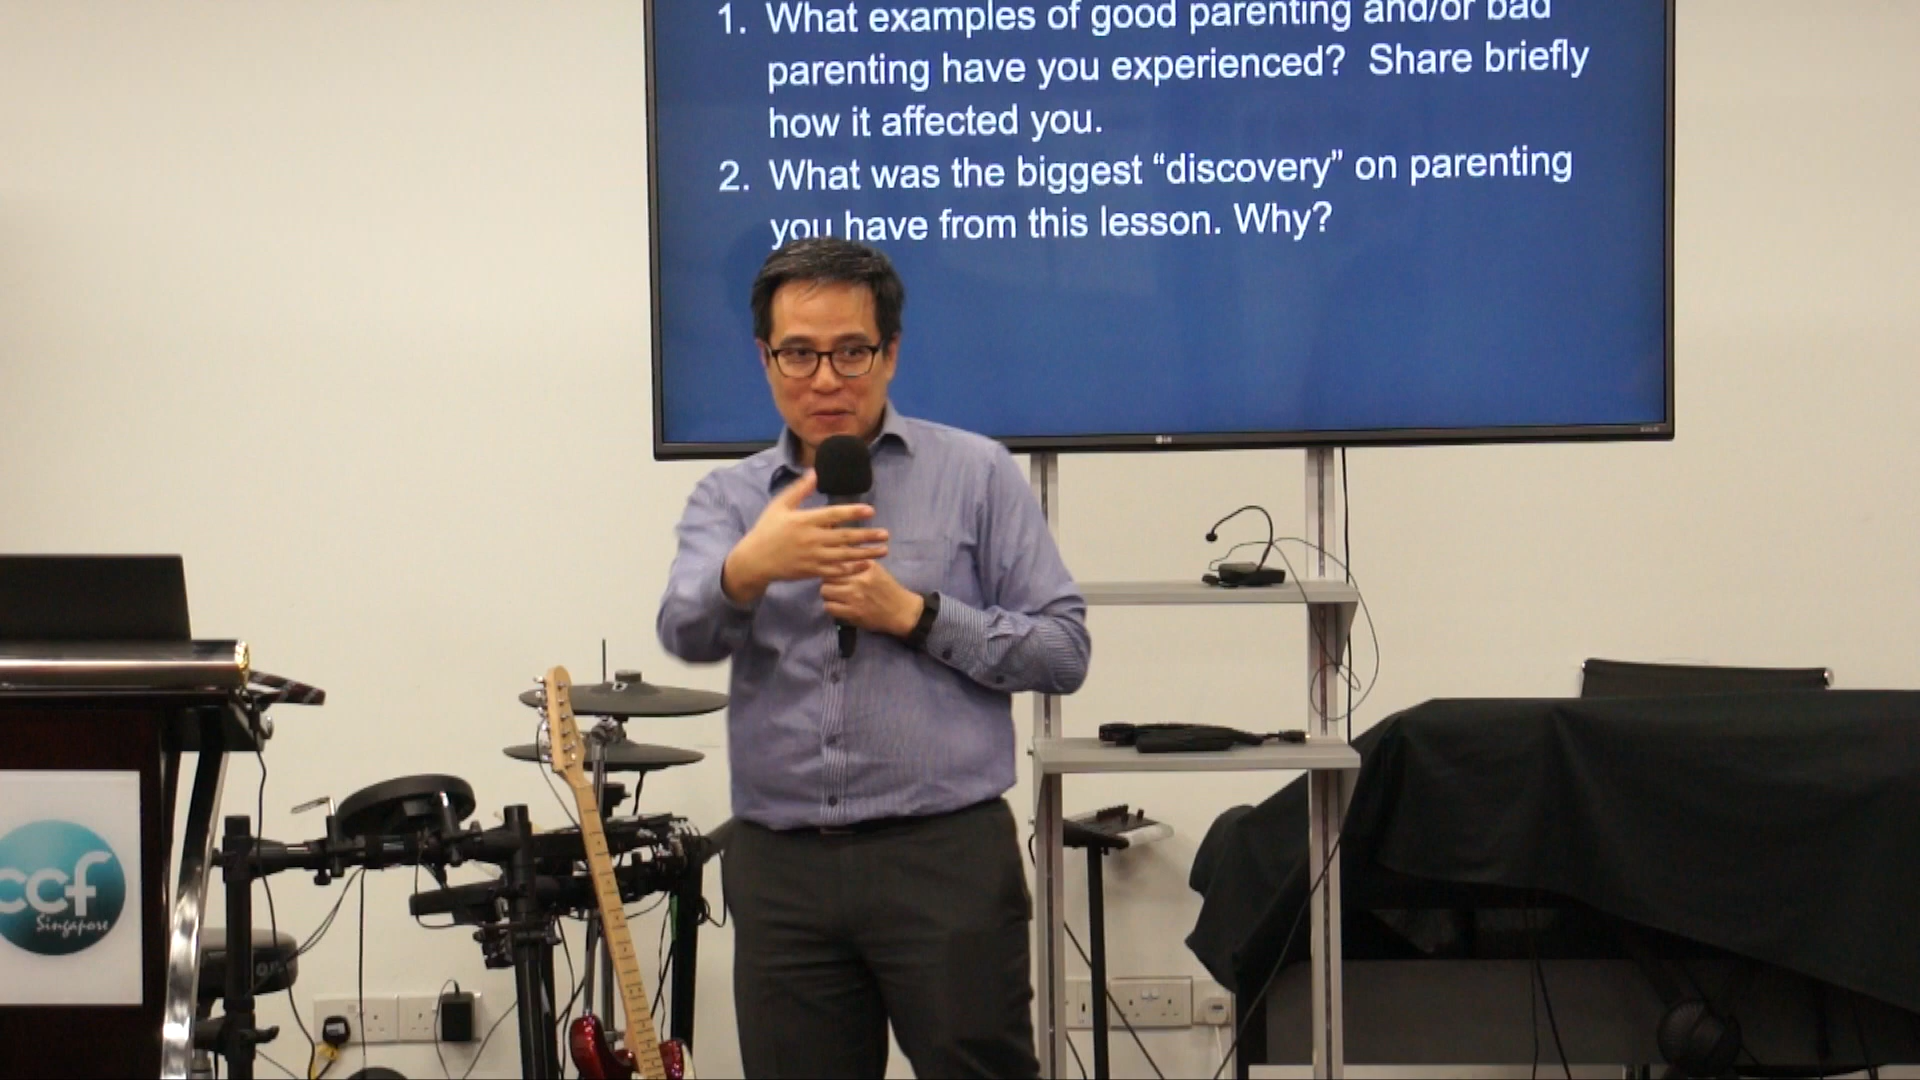 1. What examples of good parenting and/or bad
parenting have you experienced? Share briefly
how it affected you.
2. What was the biggest “discovery” on parenting
you have from this lesson. Why?
LG
ccf
Singapore